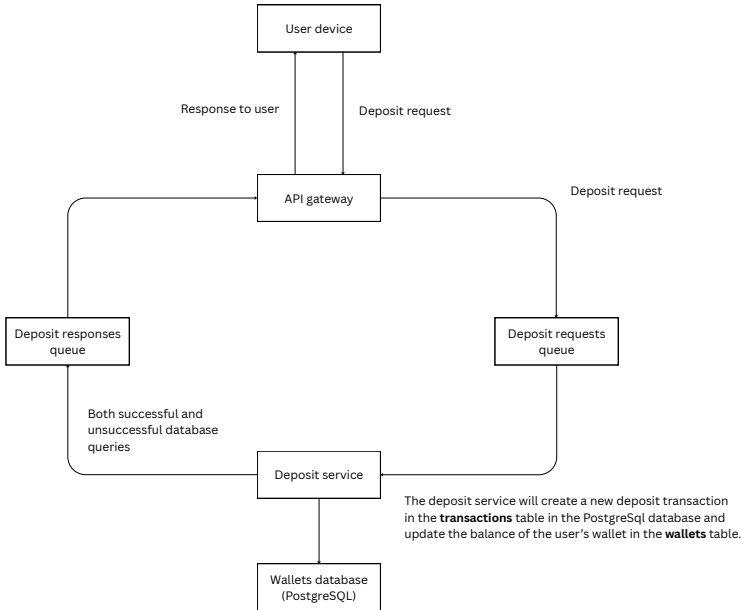 User device
Response to user
Deposit request
API gateway
Deposit request
Deposit responses
queue
Deposit requests
queue
Both successful and
unsuccessful database
queries
Deposit service
The deposit service will create a new deposit transaction
in the transactions table in the PostgreSql database and
update the balance of the user's wallet in the wallets table.
Wallets database
(PostgreSQL)